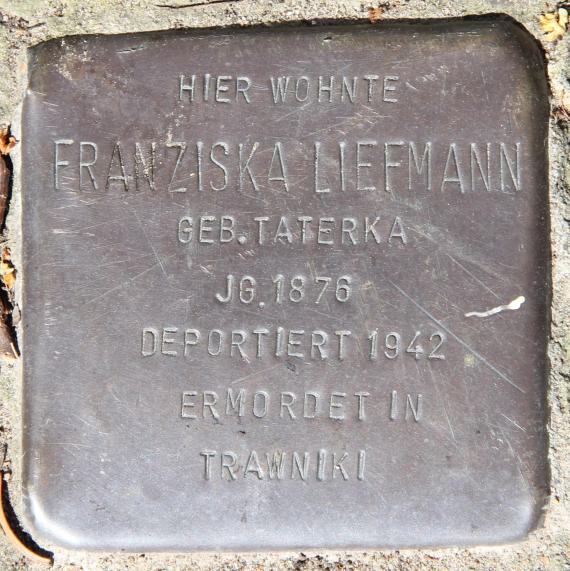 HIER WOHNTE
FRANZISKA LIEFMANN
GEB. TATERKA
JG. 1876
DEPORTIERT 1942
ERMORDET IN
TRAWNIKI